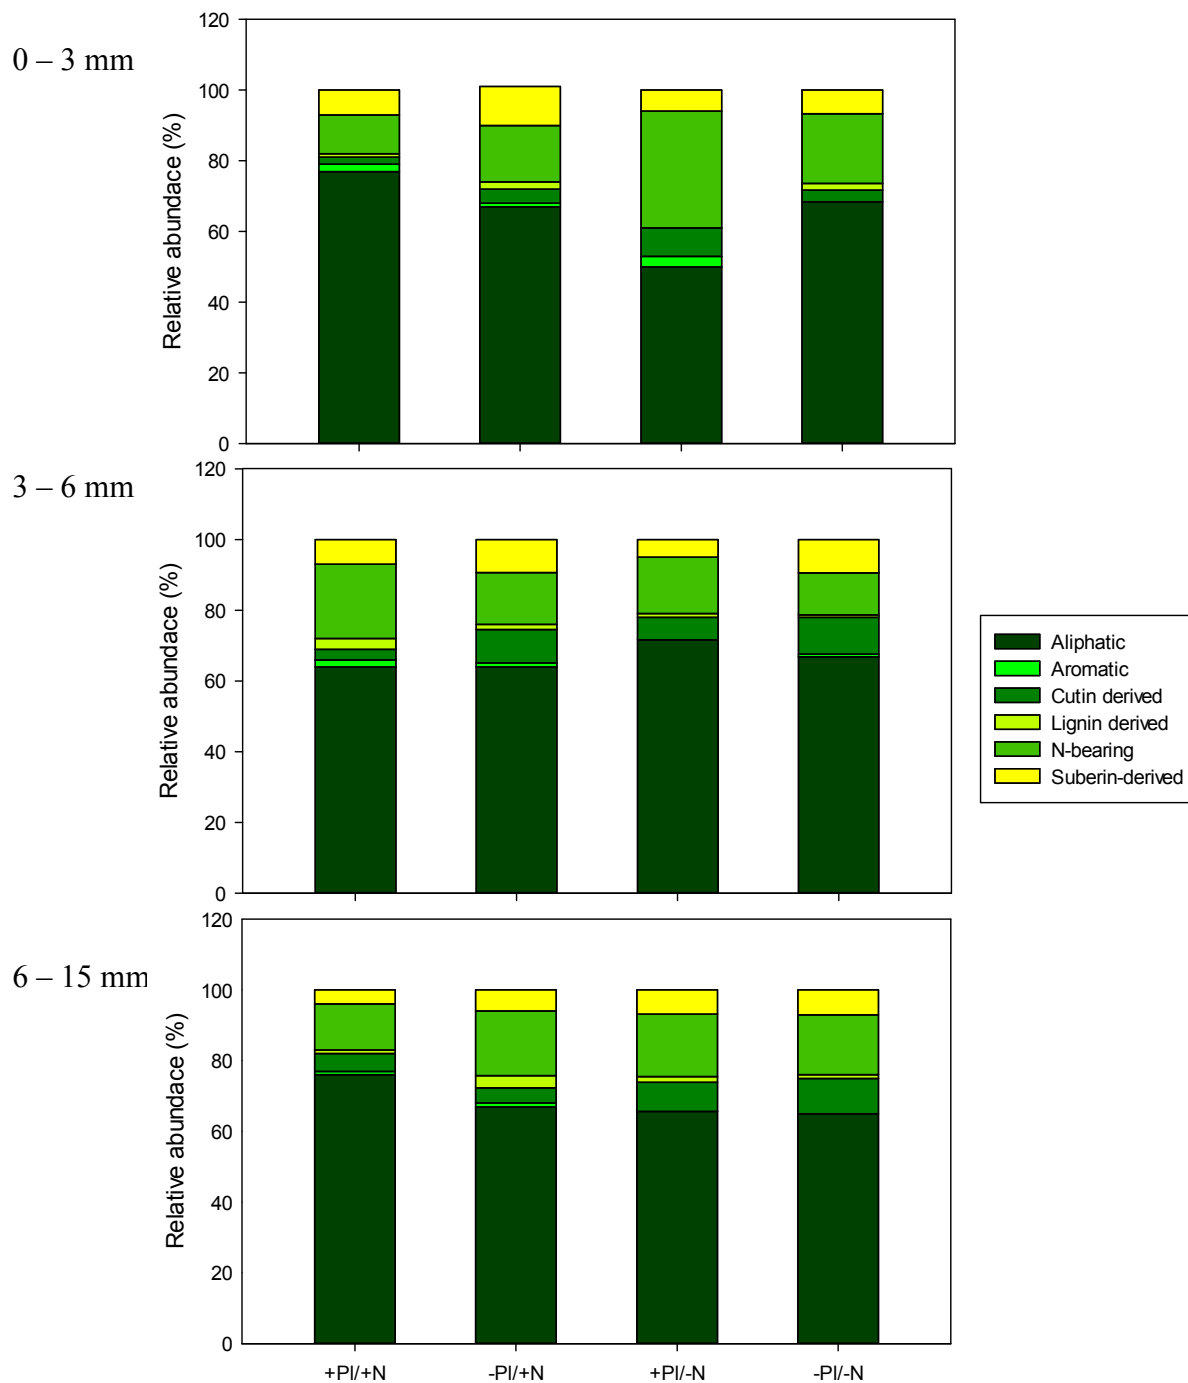 0 – 3 mm
120
100
80
60
40
20
0
Relative abundace (%)
3 – 6 mm
120
100
80
60
40
20
0
Relative abundace (%)
Aliphatic
Aromatic
Cutin derived
Lignin derived
N-bearing
Suberin-derived
6 – 15 mm
120
100
80
60
40
20
0
Relative abundace (%)
+Pl/+N
-Pl/+N
+Pl/-N
-Pl/-N